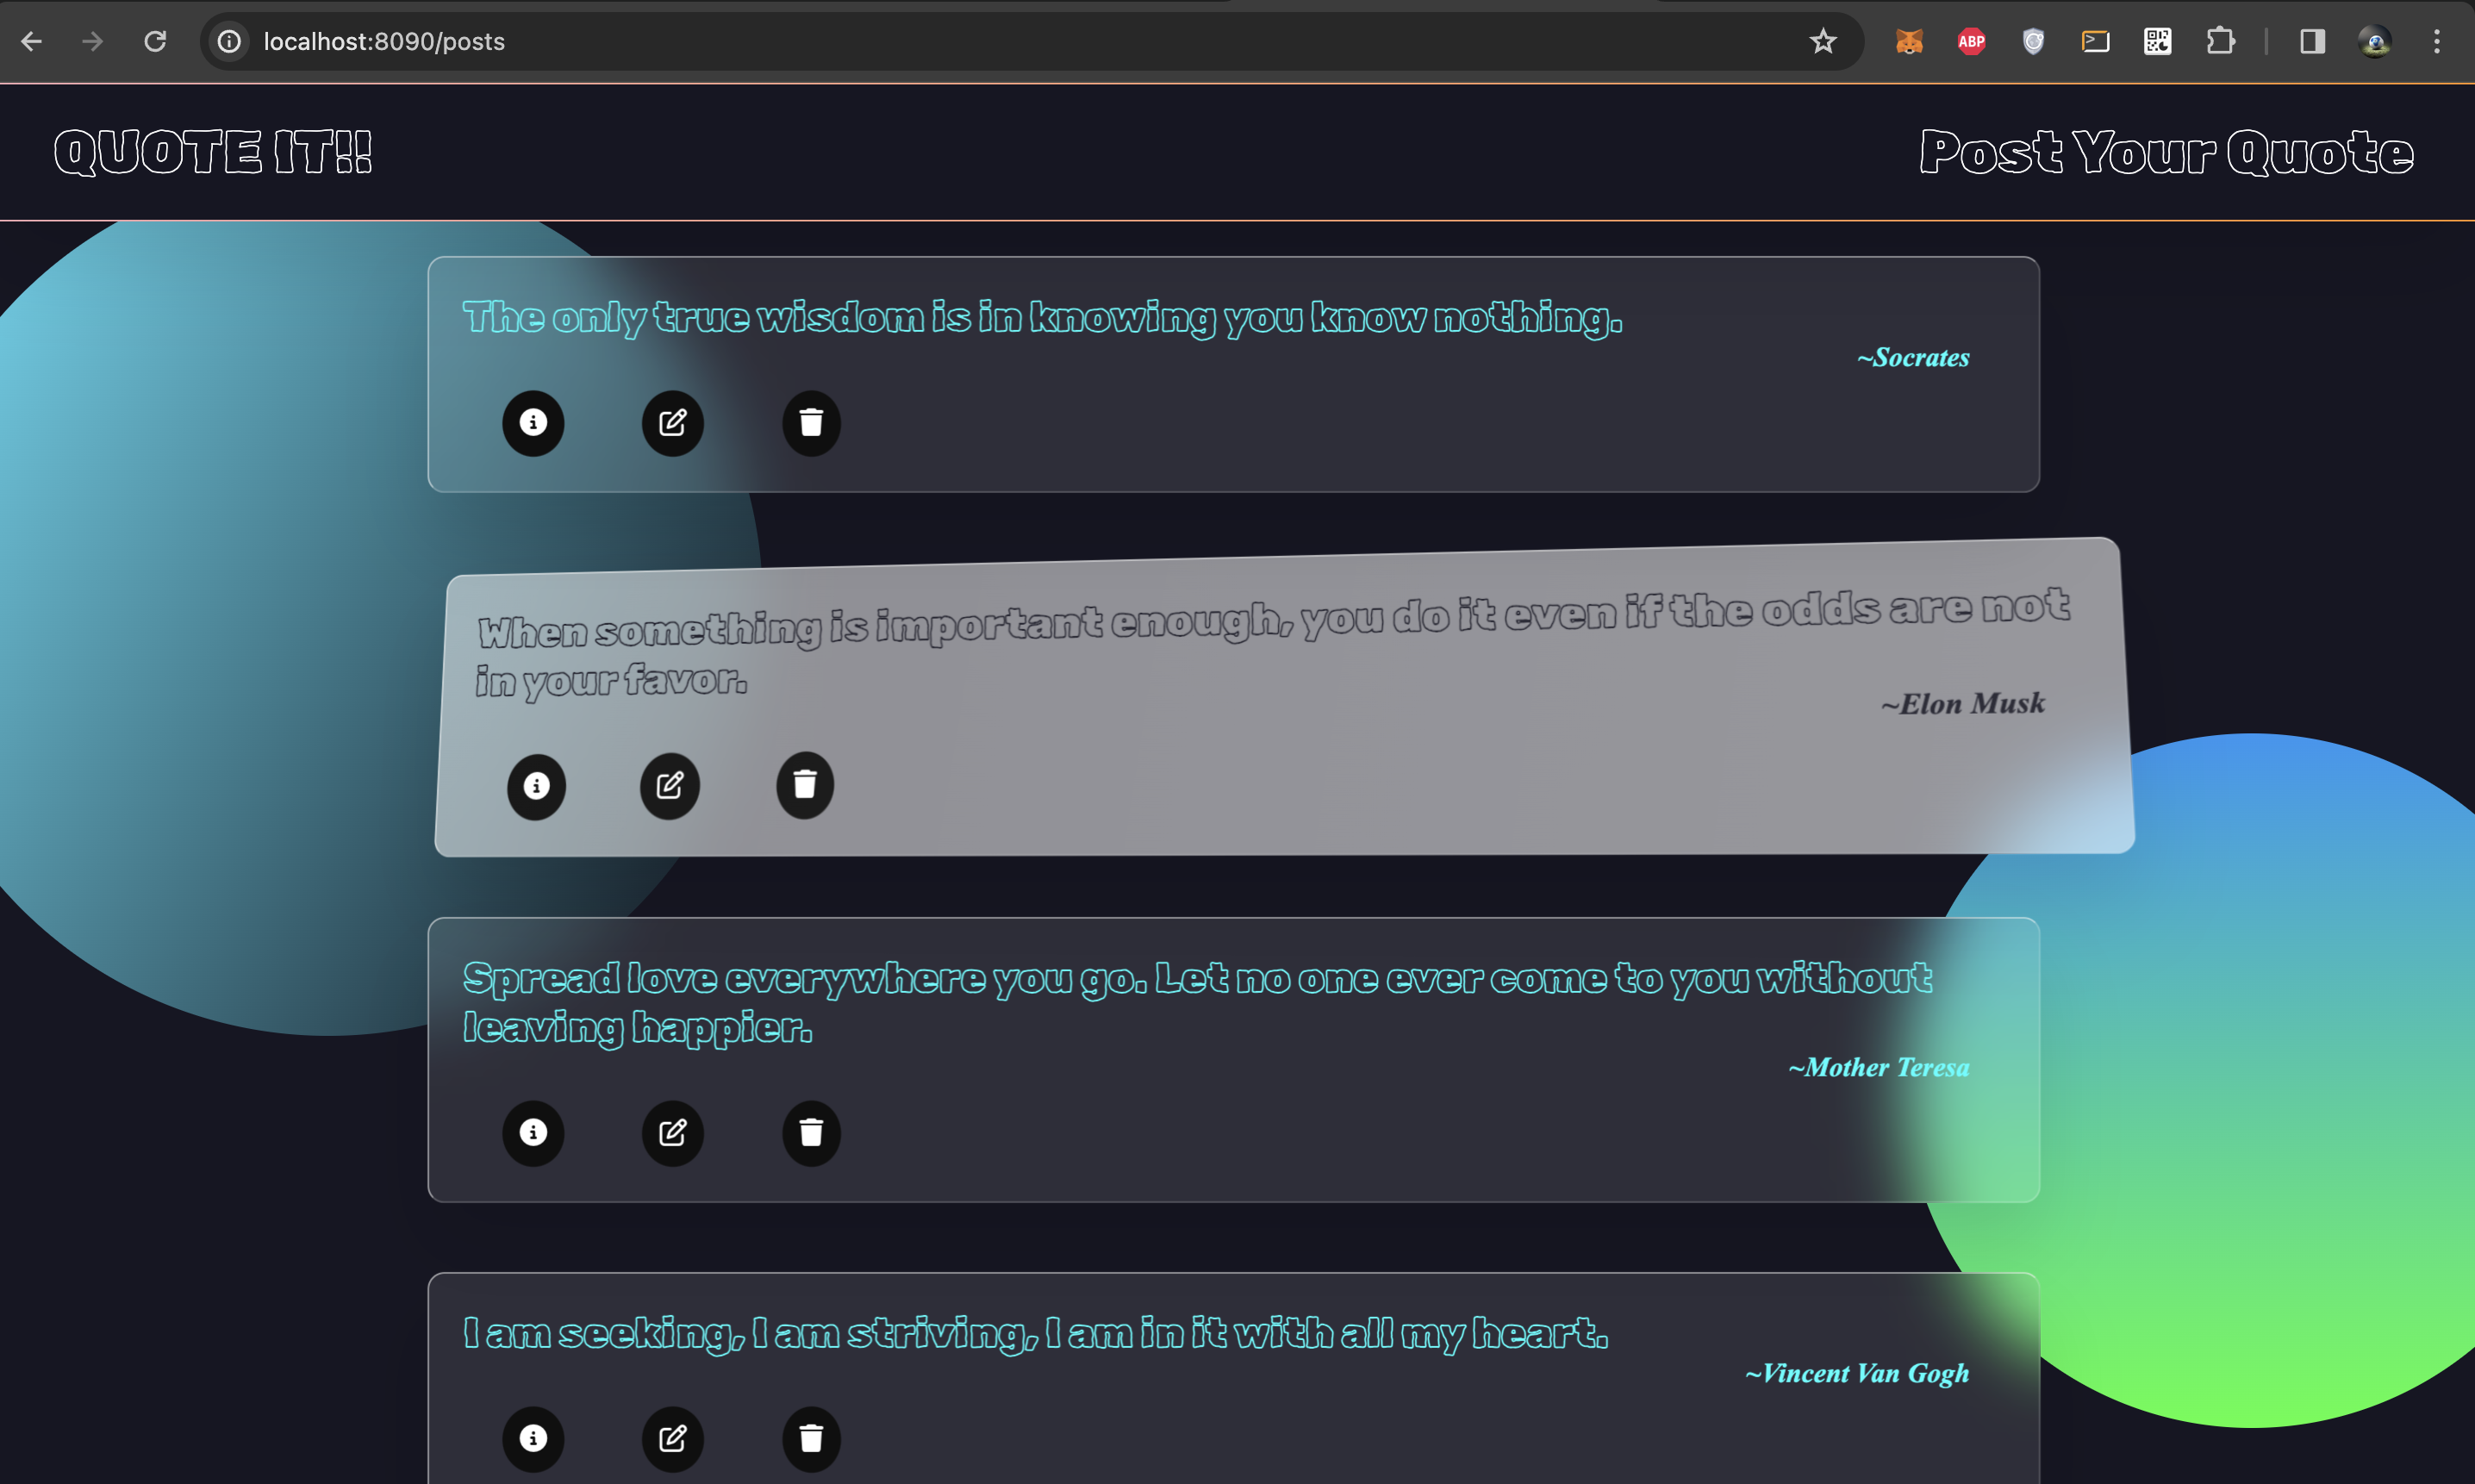 localhost:8090/posts
ABP
QUOTE IT!!
Post Your Quote
The only true wisdom is in knowing you know nothing.
~Socrates
When something is important enough, you do it even if the odds are not
in your favor.
~Elon Musk
Spread love everywhere you go. Let no one ever come to you without
leaving happier.
~Mother Teresa
I am seeking, I am striving, I am in it with all my heart.
~Vincent Van Gogh